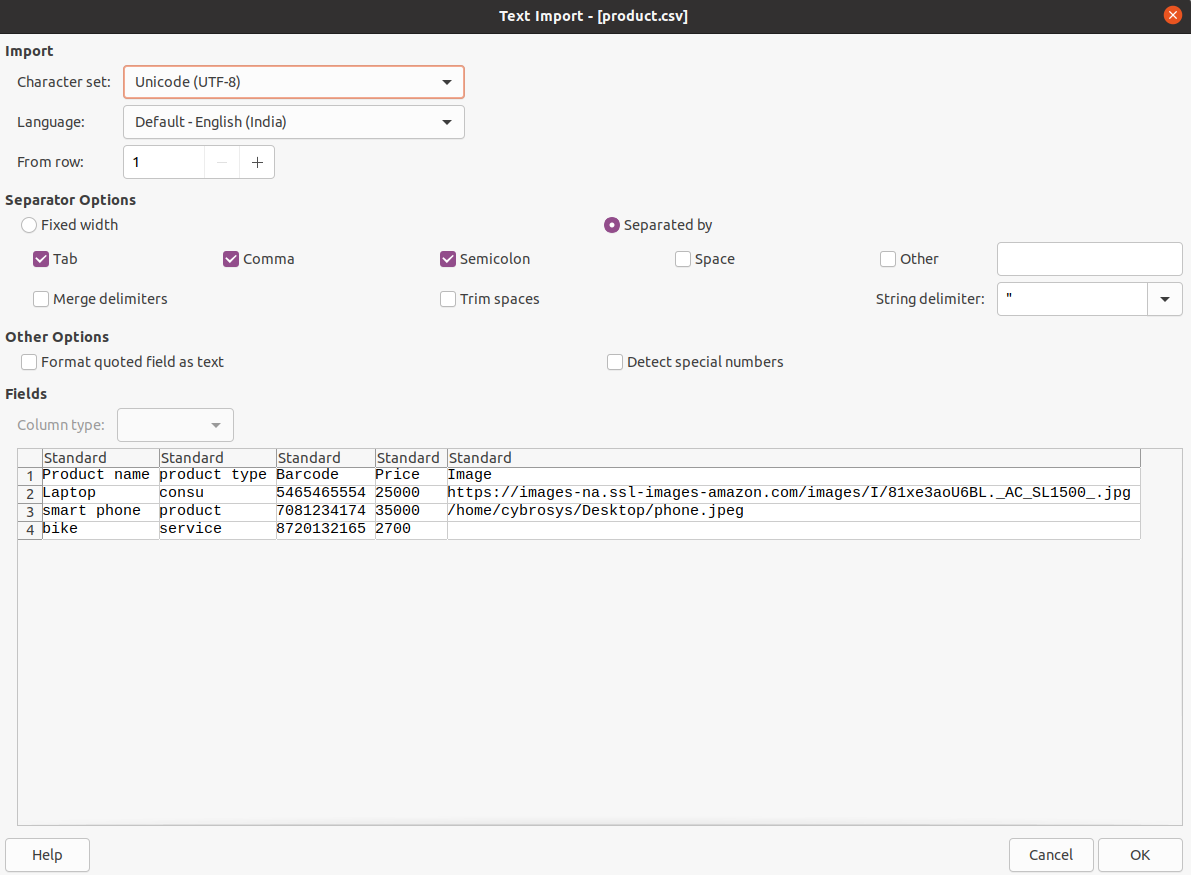 Text Import - [product.csv]
Import
Character set: Unicode (UTF-8)
Language: Default - English (India)
From row: 1 — +
Separator Options
Fixed width Separated by
Tab Comma Semicolon Space Other
Merge delimiters Trim spaces String delimiter: "
Other Options
Format quoted field as text Detect special numbers
Fields
Column type:
Standard Standard Standard Standard Standard
1 Product name product type Barcode Price Image
2 Laptop consu 5465465554 25000 https://images-na.ssl-images-amazon.com/images/I/81xe3aoU6BL._AC_SL1500_.jpg
3 smart phone product 7081234174 35000 /home/cybrosys/Desktop/phone.jpeg
4 bike service 8720132165 2700
Help Cancel OK